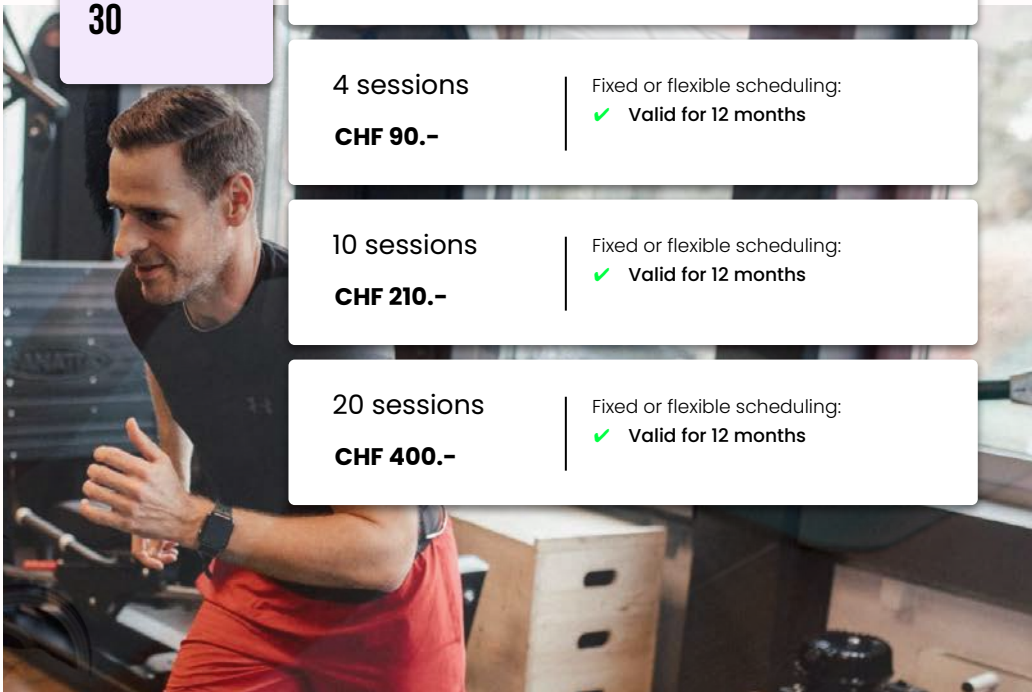 30
4 sessions
CHF 90.-
Fixed or flexible scheduling:
✔ Valid for 12 months
10 sessions
CHF 210.-
Fixed or flexible scheduling:
✔ Valid for 12 months
20 sessions
CHF 400.-
Fixed or flexible scheduling:
✔ Valid for 12 months